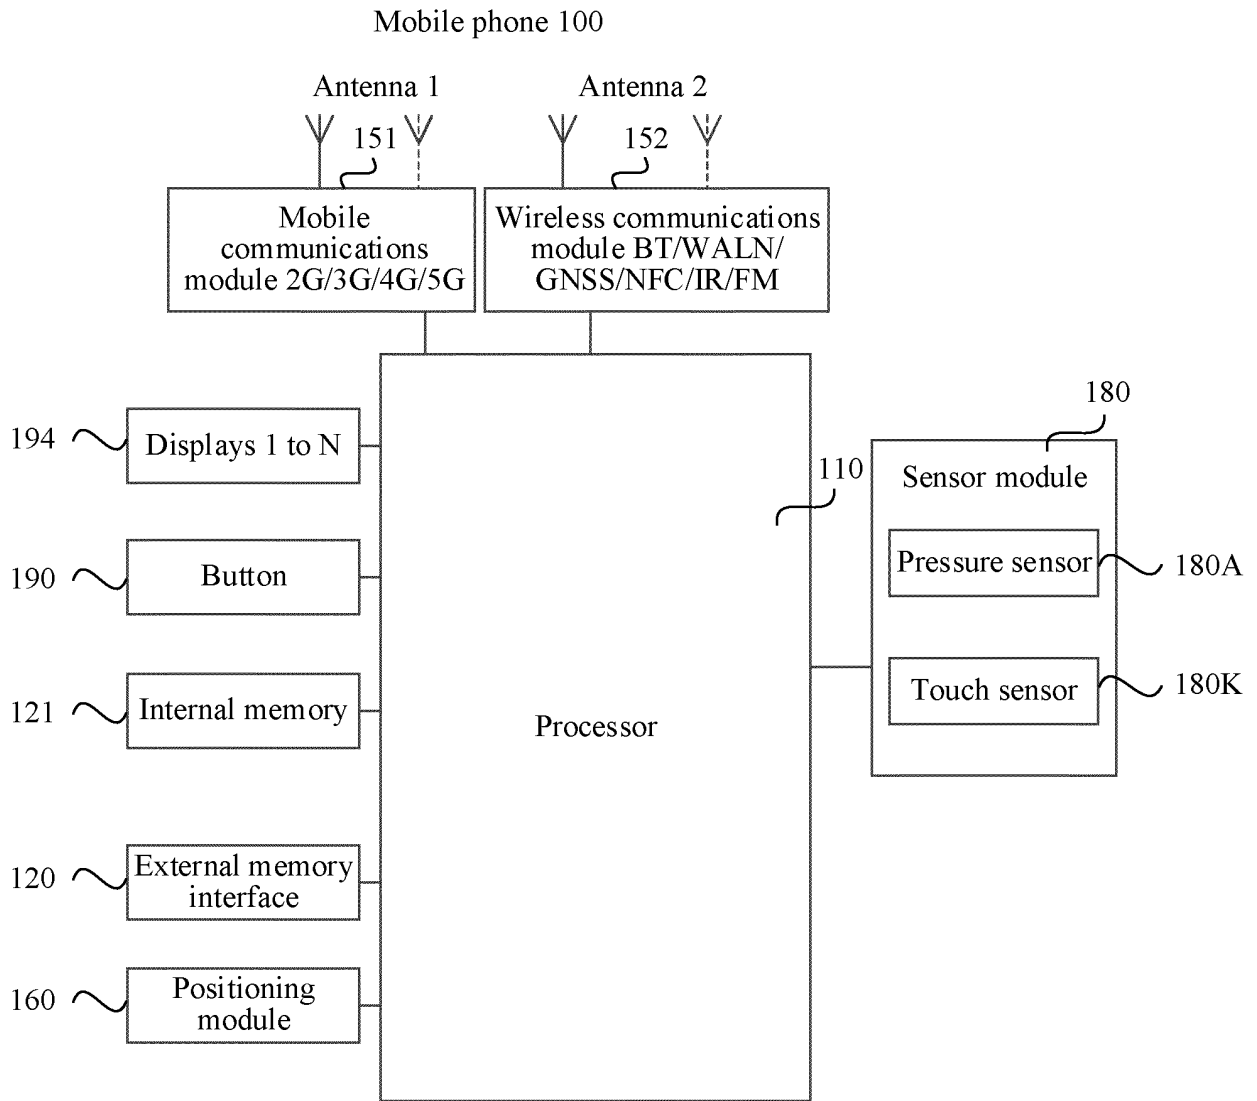 Mobile phone 100
Antenna 1
Antenna 2
151
152
Mobile
communications
module 2G/3G/4G/5G
Wireless communications
module BT/WALN/
GNSS/NFC/IR/FM
194
Displays 1 to N
190
Button
121
Internal memory
120
External memory
interface
160
Positioning
module
110
Processor
180
Sensor module
Pressure sensor
180A
Touch sensor
180K